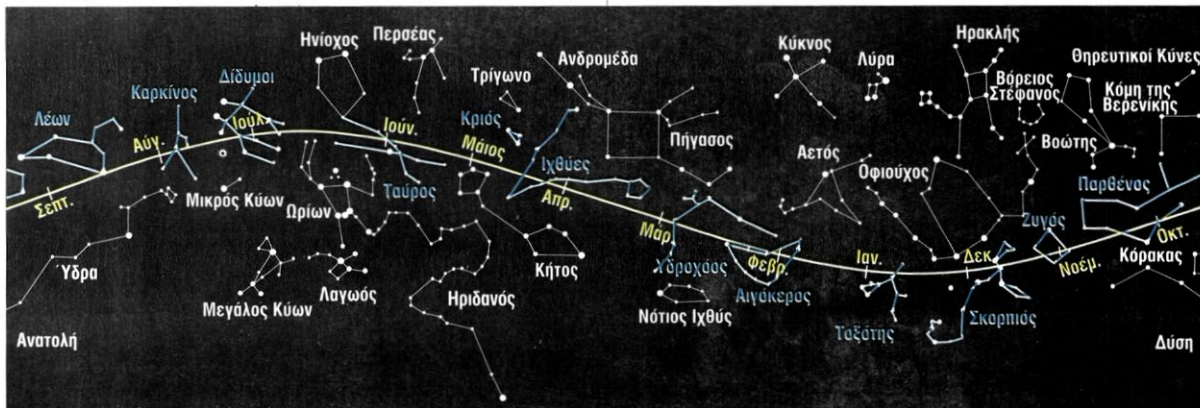 Ηνίοχος
Περσέας
Τρίγωνο
Ανδρομέδα
Κύκνος
Λύρα
Ηρακλής
Βόρειος
Στέφανος
Θηρευτικοί Κύνες
Κόμη της
Βερενίκης
Λέων
Καρκίνος
Δίδυμοι
Κριός
Ιχθύες
Πήγασος
Αετός
Οφιούχος
Βοώτης
Παρθένος
Αύγ.
Ιούλ.
Ιούν.
Μάιος
Απρ.
Μάρ.
Φεβρ.
Ιαν.
Δεκ.
Νοέμ.
Οκτ.
Σεπτ.
Μικρός Κύων
Ωρίων
Ταύρος
Ζυγός
Ύδρα
Μεγάλος Κύων
Λαγωός
Ηριδανός
Κήτος
Υδροχόος
Νότιος Ιχθύς
Αιγόκερος
Τοξότης
Σκορπιός
Κόρακας
Ανατολή
Δύση